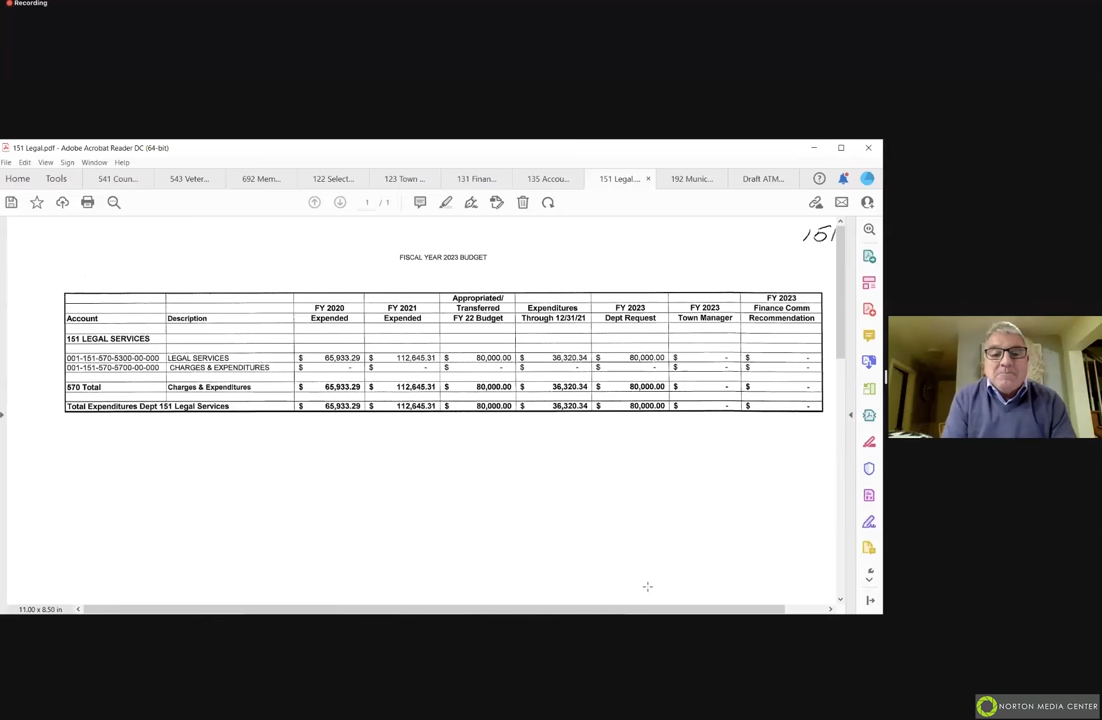 Recording
151 Legal.pdf - Adobe Acrobat Reader DC (64-bit)
File Edit View Sign Window Help
Home Tools 541 Coun... 543 Veter... 692 Mem... 122 Select... 123 Town ... 131 Finan... 135 Accou... 151 Legal.... × 192 Munic... Draft ATM...
1 / 1
151
FISCAL YEAR 2023 BUDGET
Appropriated/ FY 2023
FY 2020 FY 2021 Transferred Expenditures FY 2023 FY 2023 Finance Comm
Account Description Expended Expended FY 22 Budget Through 12/31/21 Dept Request Town Manager Recommendation
151 LEGAL SERVICES
001-151-570-5300-00-000 LEGAL SERVICES $ 65,933.29 $ 112,645.31 $ 80,000.00 $ 36,320.34 $ 80,000.00 $ - $ -
001-151-570-5700-00-000 CHARGES & EXPENDITURES $ - $ - $ - $ - $ - $ - $ -
570 Total Charges & Expenditures $ 65,933.29 $ 112,645.31 $ 80,000.00 $ 36,320.34 $ 80,000.00 $ - $ -
Total Expenditures Dept 151 Legal Services $ 65,933.29 $ 112,645.31 $ 80,000.00 $ 36,320.34 $ 80,000.00 $ - $ -
11.00 x 8.50 in
NORTON MEDIA CENTER